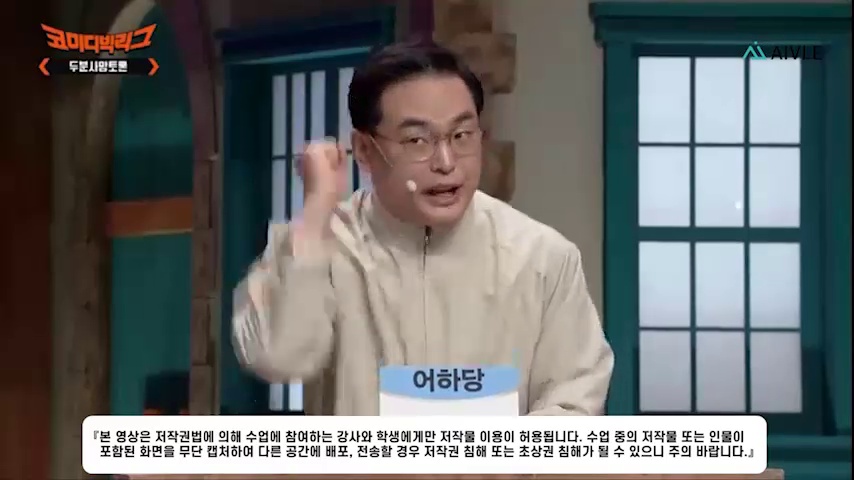 코미디빅리그
두분사망토론
AIVLE
어하당
『본 영상은 저작권법에 의해 수업에 참여하는 강사와 학생에게만 저작물 이용이 허용됩니다. 수업 중의 저작물 또는 인물이
포함된 화면을 무단 캡처하여 다른 공간에 배포, 전송할 경우 저작권 침해 또는 초상권 침해가 될 수 있으니 주의 바랍니다.』